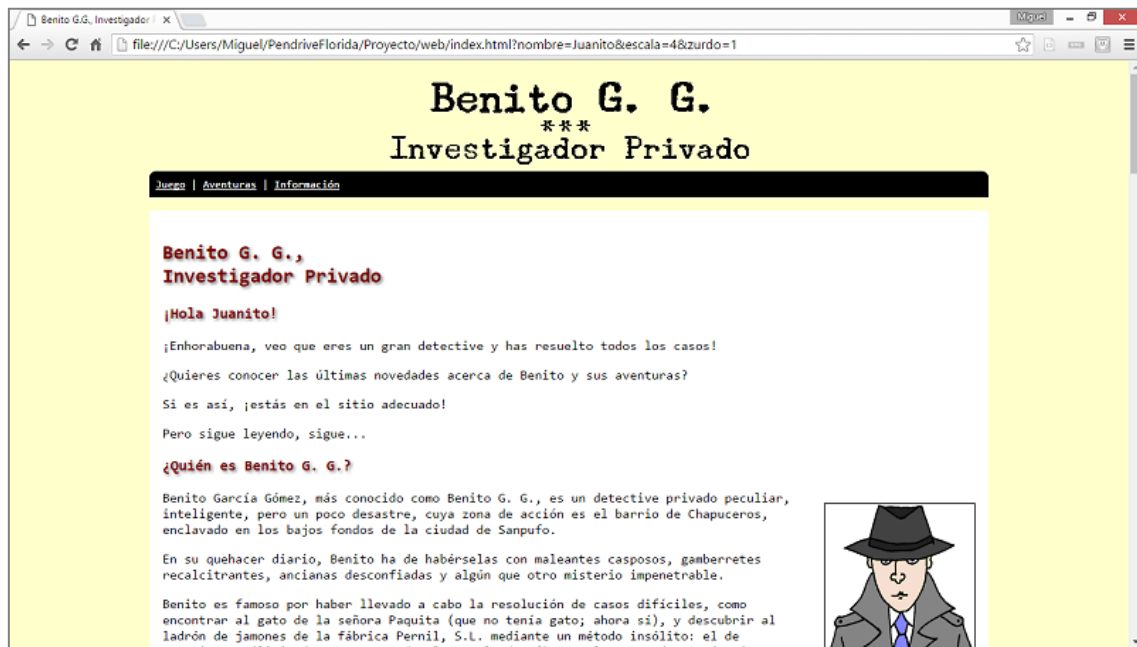 Benito G.G., Investigador
Miguel
file:///C:/Users/Miguel/PendriveFlorida/Proyecto/web/index.html?nombre=Juanito&escala=4&zurdo=1
Benito G. G.
***
Investigador Privado
Juego | Aventuras | Información
Benito G. G.,
Investigador Privado
¡Hola Juanito!
¡Enhorabuena, veo que eres un gran detective y has resuelto todos los casos!
¿Quieres conocer las últimas novedades acerca de Benito y sus aventuras?
Si es así, ¡estás en el sitio adecuado!
Pero sigue leyendo, sigue...
¿Quién es Benito G. G.?
Benito García Gómez, más conocido como Benito G. G., es un detective privado peculiar,
inteligente, pero un poco desastre, cuya zona de acción es el barrio de Chapuceros,
enclavado en los bajos fondos de la ciudad de Sanpufo.
En su quehacer diario, Benito ha de habérselas con maleantes casposos, gamberretes
recalcitrantes, ancianas desconfiadas y algún que otro misterio impenetrable.
Benito es famoso por haber llevado a cabo la resolución de casos difíciles, como
encontrar al gato de la señora Paquita (que no tenía gato; ahora sí), y descubrir al
ladrón de jamones de la fábrica Pernil, S.L. mediante un método insólito: el de